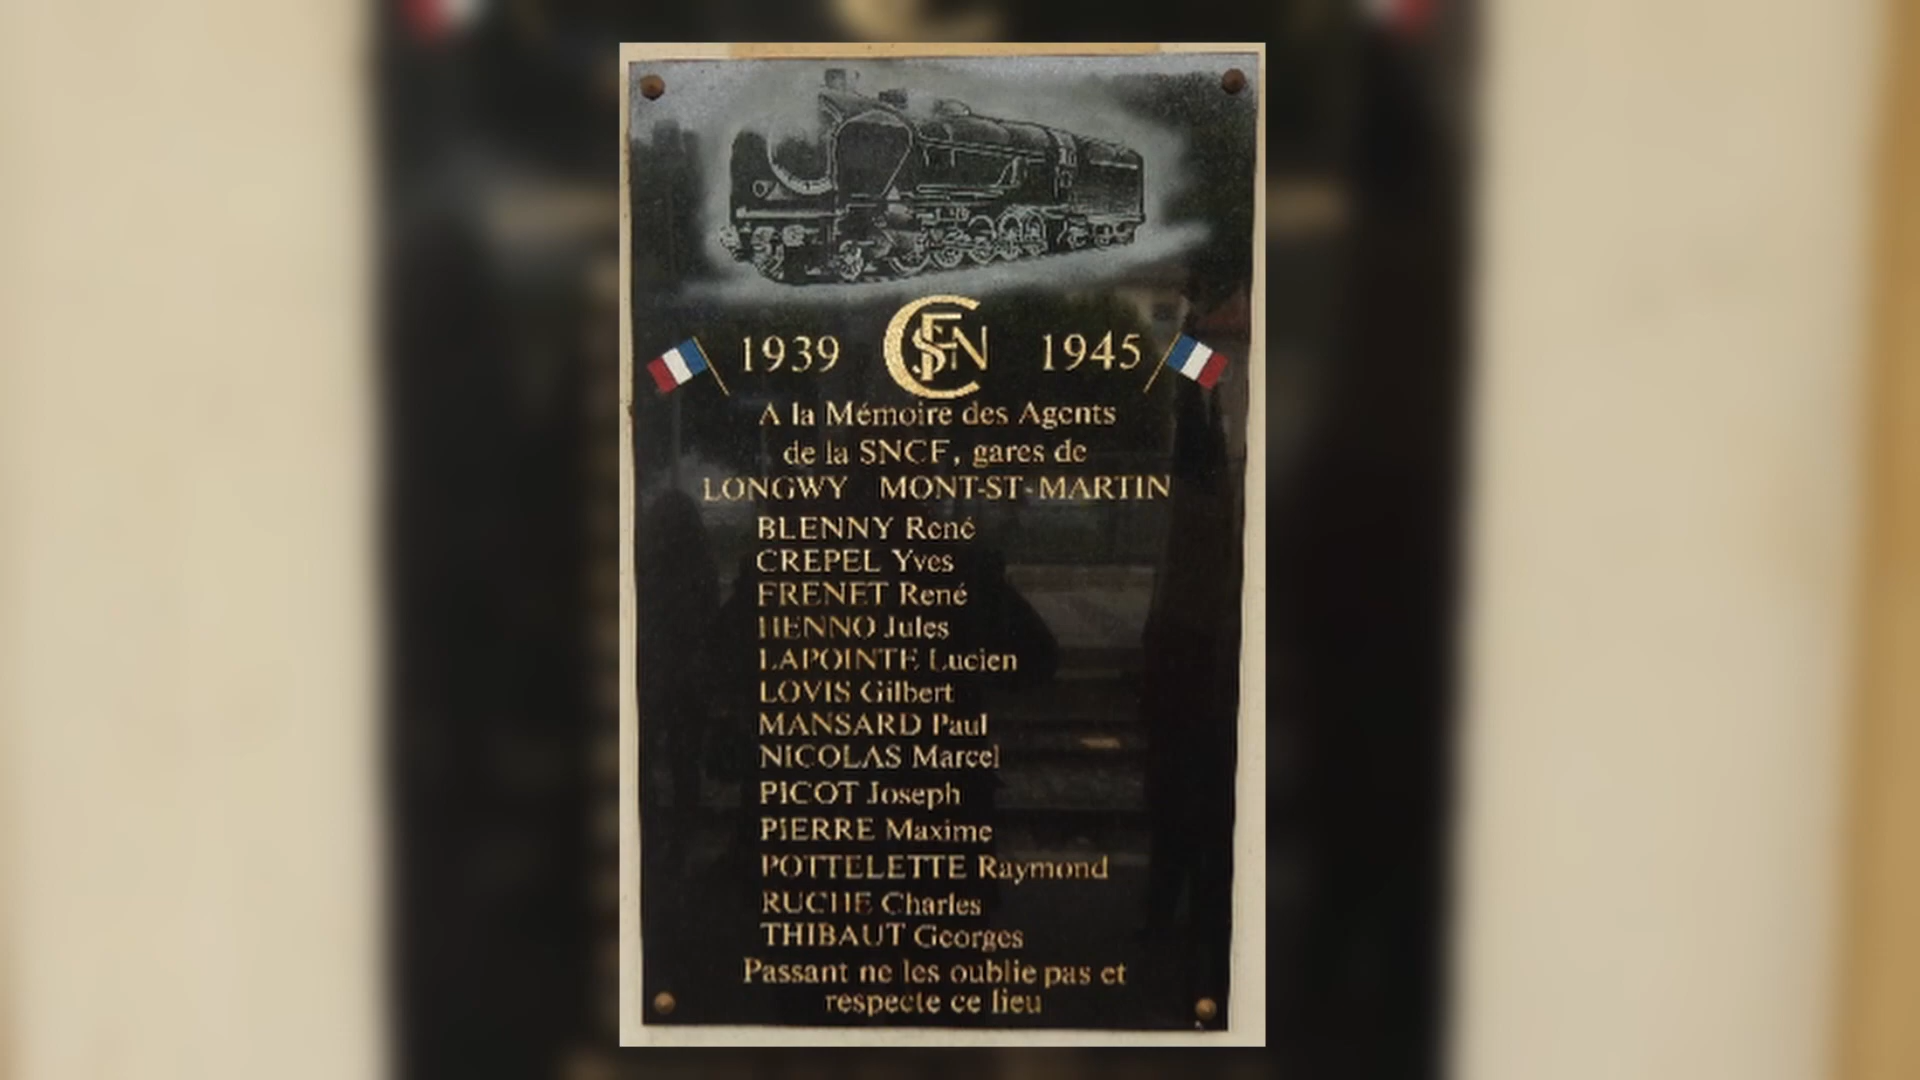 1939 SNCF 1945
A la Mémoire des Agents
de la SNCF, gares de
LONGWY MONT-ST-MARTIN
BLENNY René
CREPEL Yves
FRENET René
HENNO Jules
LAPOINTE Lucien
LOVIS Gilbert
MANSARD Paul
NICOLAS Marcel
PICOT Joseph
PIERRE Maxime
POTTELETTE Raymond
RUCHE Charles
THIBAUT Georges
Passant ne les oublie pas et
respecte ce lieu